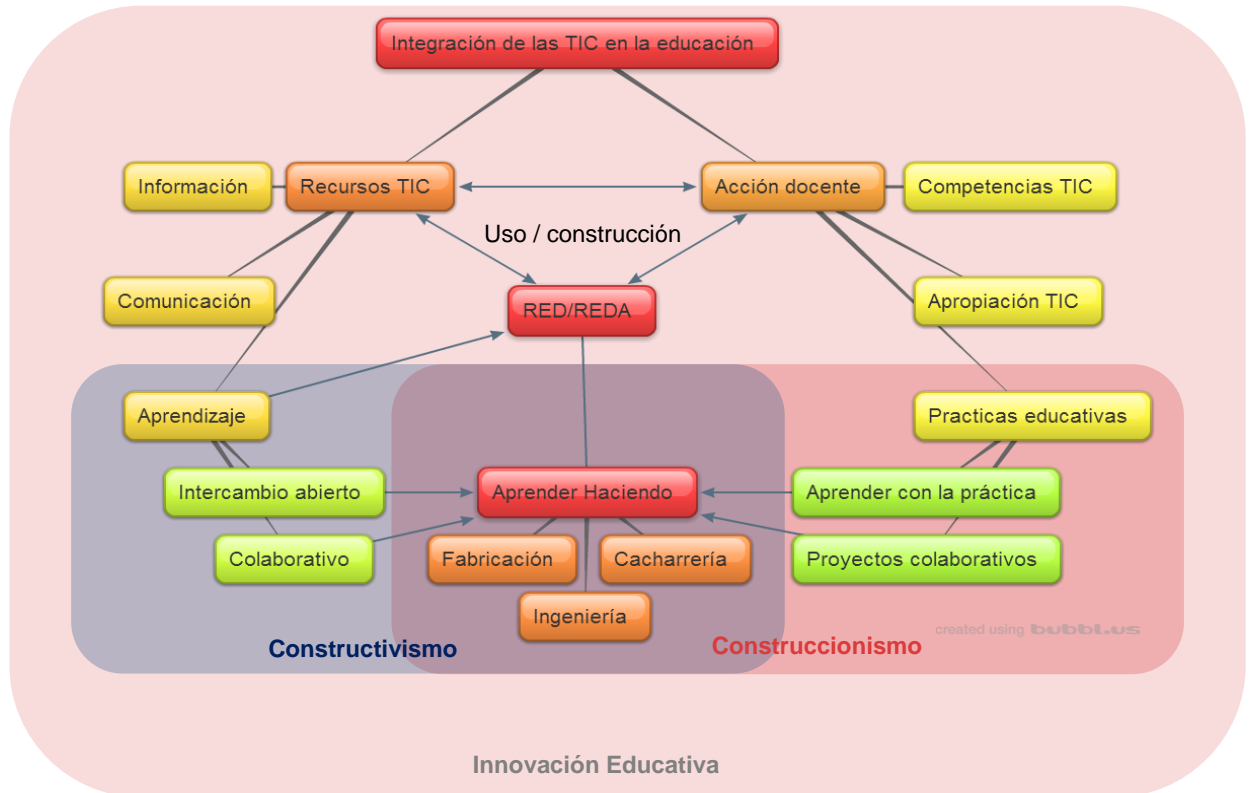 Integración de las TIC en la educación
Información
Recursos TIC
Acción docente
Competencias TIC
Uso / construcción
Comunicación
RED/REDA
Apropiación TIC
Aprendizaje
Practicas educativas
Intercambio abierto
Aprender Haciendo
Aprender con la práctica
Colaborativo
Fabricación
Cacharrería
Proyectos colaborativos
Ingeniería
created using bubbl.us
Constructivismo
Construccionismo
Innovación Educativa